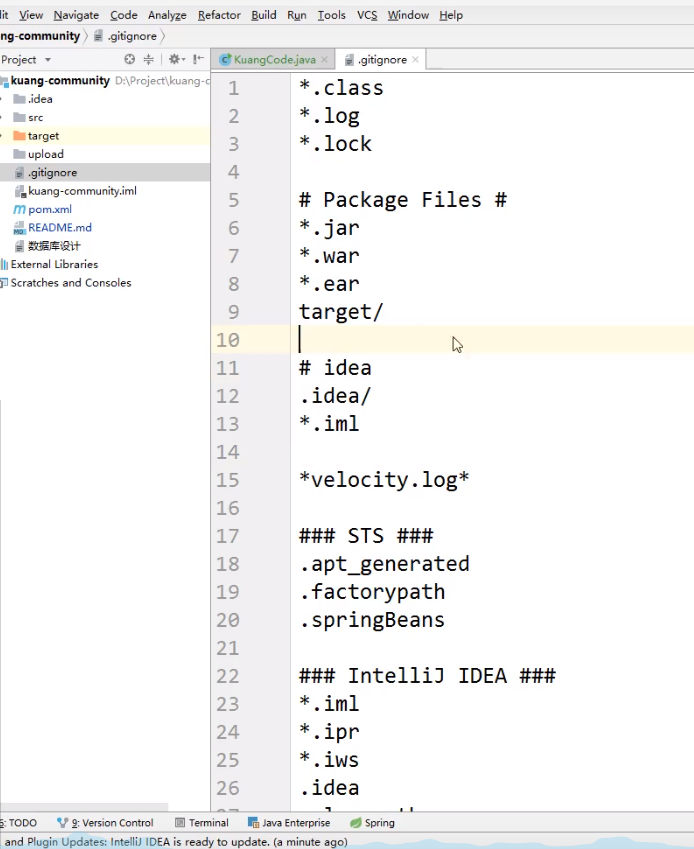 View Navigate Code Analyze Refactor Build Run Tools VCS Window Help
ng-community .gitignore
Project
KuangCode.java
.gitignore
kuang-community D:\Project\kuang-c
.idea
src
target
upload
.gitignore
kuang-community.iml
pom.xml
README.md
数据库设计
External Libraries
Scratches and Consoles
1 *.class
2 *.log
3 *.lock
4
5 # Package Files #
6 *.jar
7 *.war
8 *.ear
9 target/
10
11 # idea
12 .idea/
13 *.iml
14
15 *velocity.log*
16
17 ### STS ###
18 .apt_generated
19 .factorypath
20 .springBeans
21
22 ### IntelliJ IDEA ###
23 *.iml
24 *.ipr
25 *.iws
26 .idea
6: TODO 9: Version Control Terminal Java Enterprise Spring
and Plugin Updates: IntelliJ IDEA is ready to update. (a minute ago)